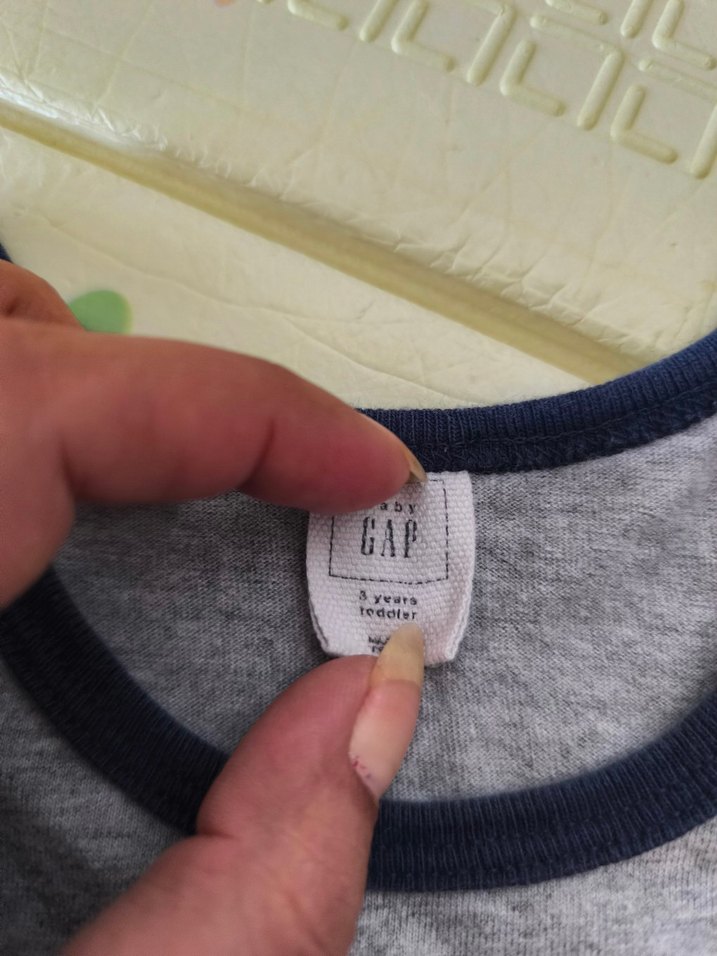 aby
GAP
3 years
toddler